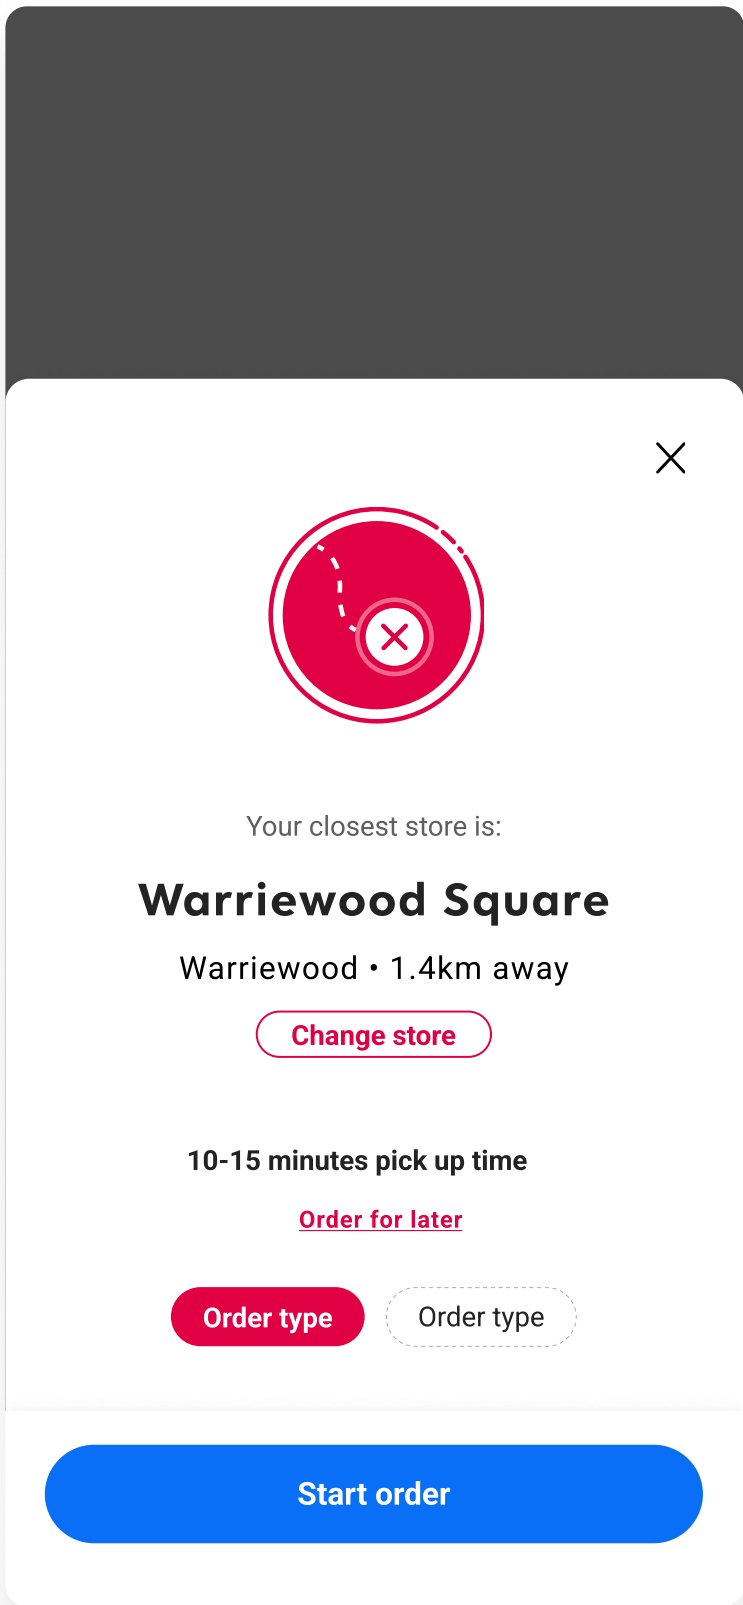 Your closest store is:
Warriewood Square
Warriewood • 1.4km away
Change store
10-15 minutes pick up time
Order for later
Order type
Order type
Start order